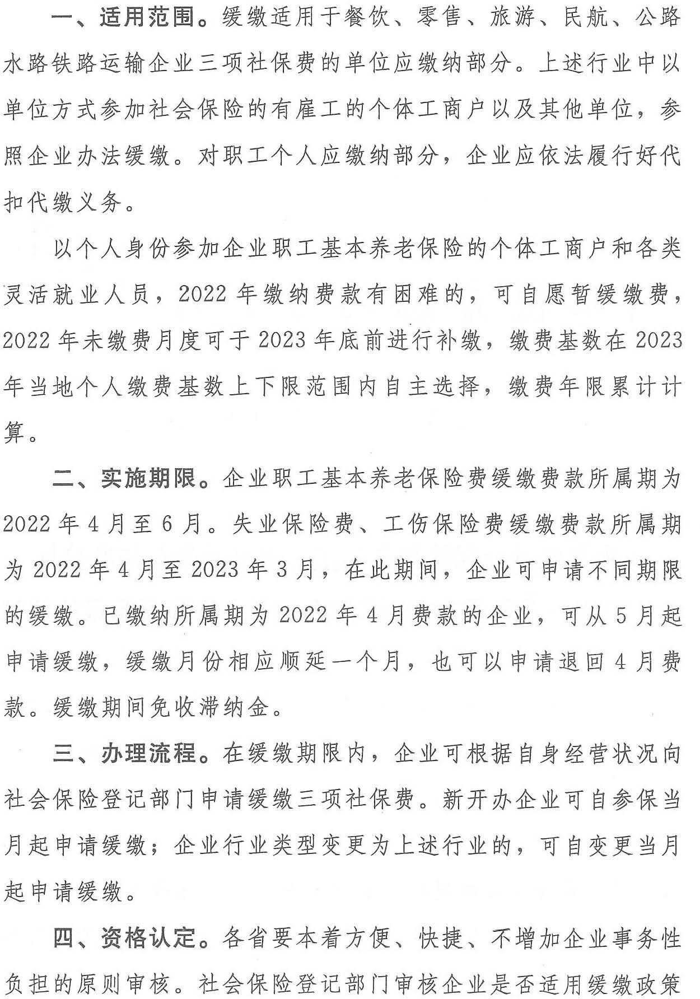 一、适用范围。缓缴适用于餐饮、零售、旅游、民航、公路
水路铁路运输企业三项社保费的单位应缴纳部分。上述行业中以
单位方式参加社会保险的有雇工的个体工商户以及其他单位，参
照企业办法缓缴。对职工个人应缴纳部分，企业应依法履行好代
扣代缴义务。
以个人身份参加企业职工基本养老保险的个体工商户和各类
灵活就业人员，2022 年缴纳费款有困难的，可自愿暂缓缴费，
2022 年未缴费月度可于 2023 年底前进行补缴，缴费基数在 2023
年当地个人缴费基数上下限范围内自主选择，缴费年限累计计
算。
二、实施期限。企业职工基本养老保险费缓缴费款所属期为
2022 年 4 月至 6 月。失业保险费、工伤保险费缓缴费款所属期
为 2022 年 4 月至 2023 年 3 月，在此期间，企业可申请不同期限
的缓缴。已缴纳所属期为 2022 年 4 月费款的企业，可从 5 月起
申请缓缴，缓缴月份相应顺延一个月，也可以申请退回 4 月费
款。缓缴期间免收滞纳金。
三、办理流程。在缓缴期限内，企业可根据自身经营状况向
社会保险登记部门申请缓缴三项社保费。新开办企业可自参保当
月起申请缓缴；企业行业类型变更为上述行业的，可自变更当月
起申请缓缴。
四、资格认定。各省要本着方便、快捷、不增加企业事务性
负担的原则审核。社会保险登记部门审核企业是否适用缓缴政策